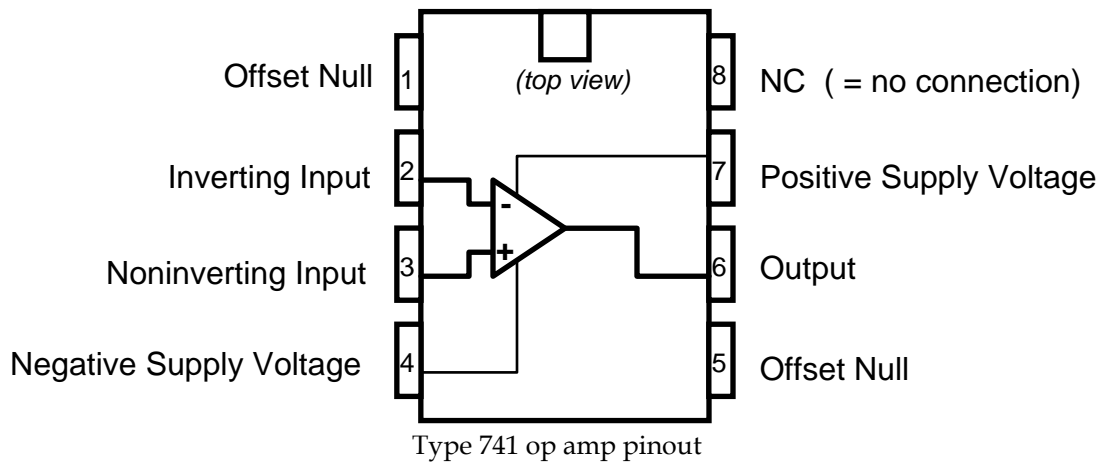 Offset Null 1
(top view)
8 NC ( = no connection)
Inverting Input 2
7 Positive Supply Voltage
-
+
Noninverting Input 3
6 Output
Negative Supply Voltage 4
5 Offset Null
Type 741 op amp pinout